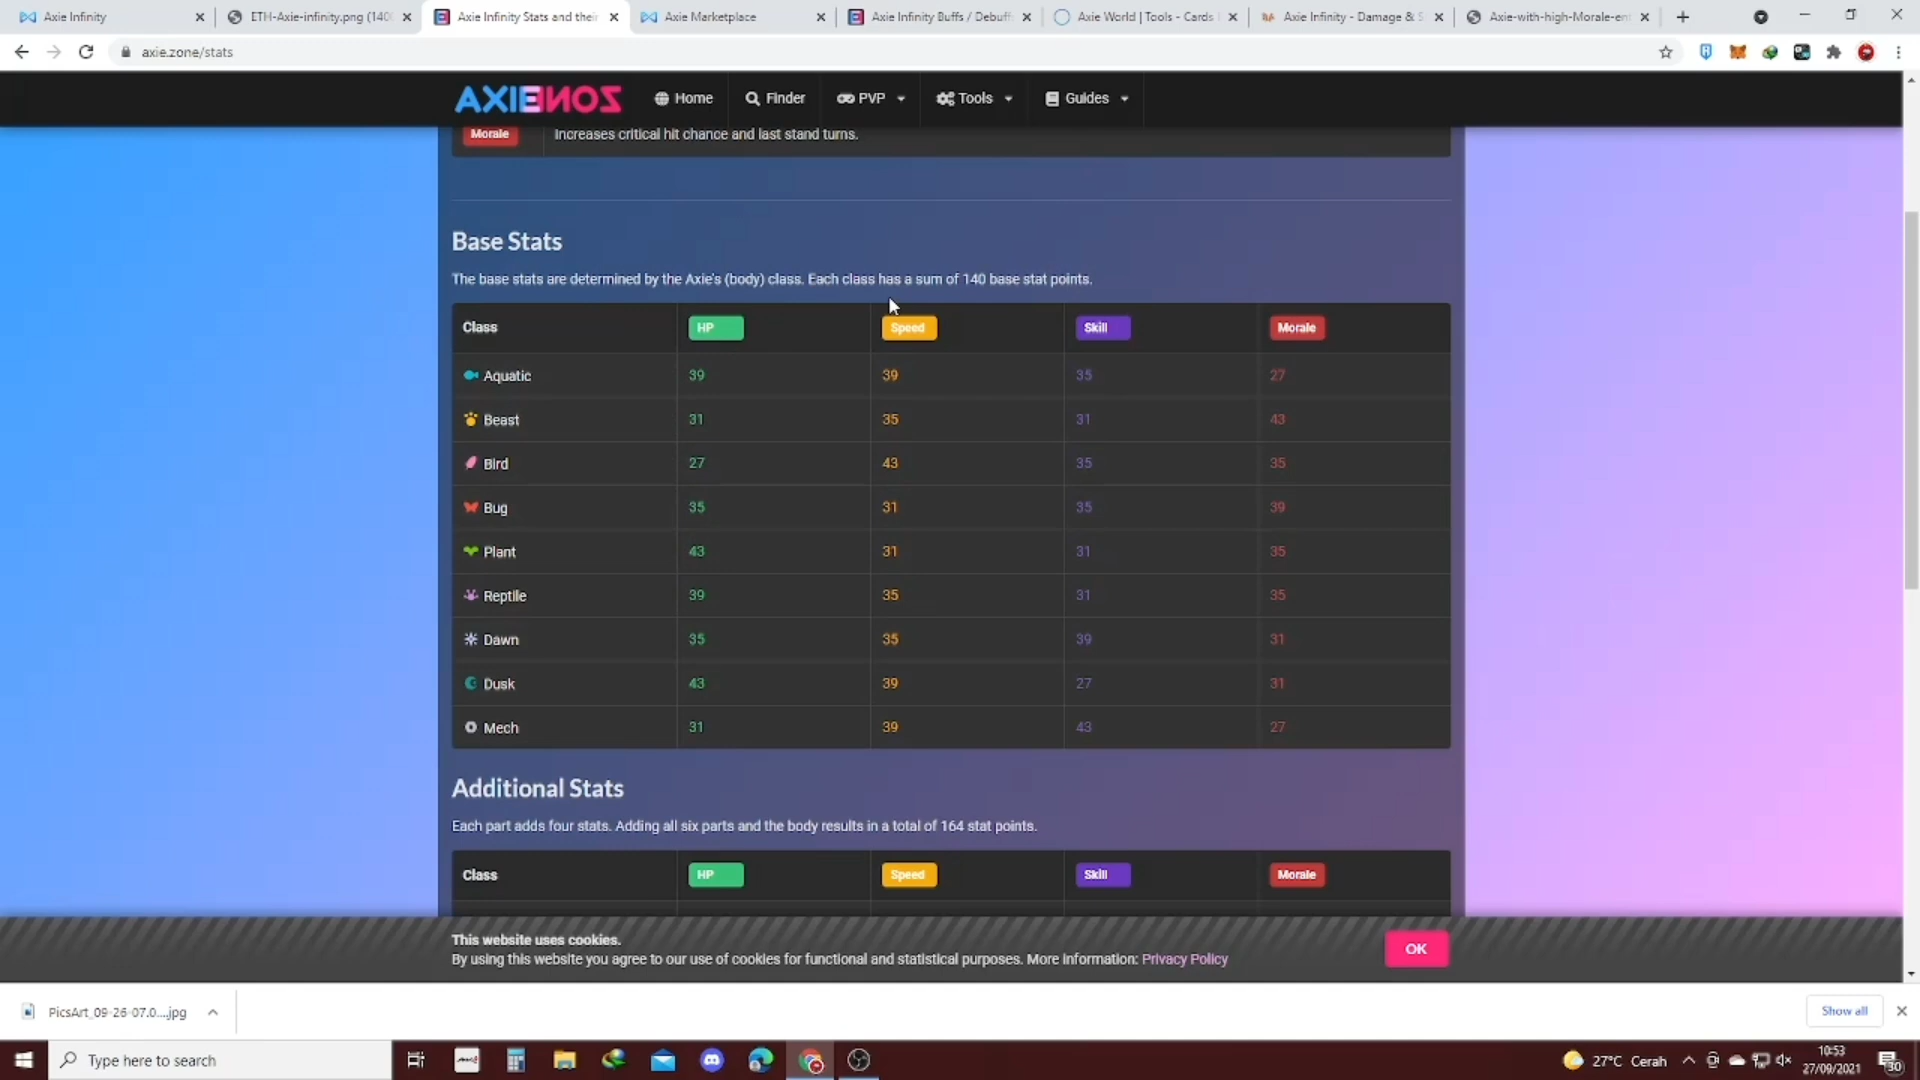 Axie Infinity
ETH-Axie-infinity.png (140
Axie Infinity Stats and their
Axie Marketplace
Axie Infinity Buffs / Debuff
Axie World | Tools - Cards
Axie Infinity - Damage & S
Axie-with-high-Morale-en
axie.zone/stats
AXIE ZONE
Home
Finder
PVP
Tools
Guides
Morale Increases critical hit chance and last stand turns.
Base Stats
The base stats are determined by the Axie's (body) class. Each class has a sum of 140 base stat points.
Class HP Speed Skill Morale
Aquatic 39 39 35 27
Beast 31 35 31 43
Bird 27 43 35 35
Bug 35 31 35 39
Plant 43 31 31 35
Reptile 39 35 31 35
Dawn 35 35 39 31
Dusk 43 39 27 31
Mech 31 39 43 27
Additional Stats
Each part adds four stats. Adding all six parts and the body results in a total of 164 stat points.
Class HP Speed Skill Morale
This website uses cookies.
By using this website you agree to our use of cookies for functional and statistical purposes. More information: Privacy Policy
OK
PicsArt_09-26-07.0....jpg
Show all
Type here to search
27°C Cerah
10:53
27/09/2021
30